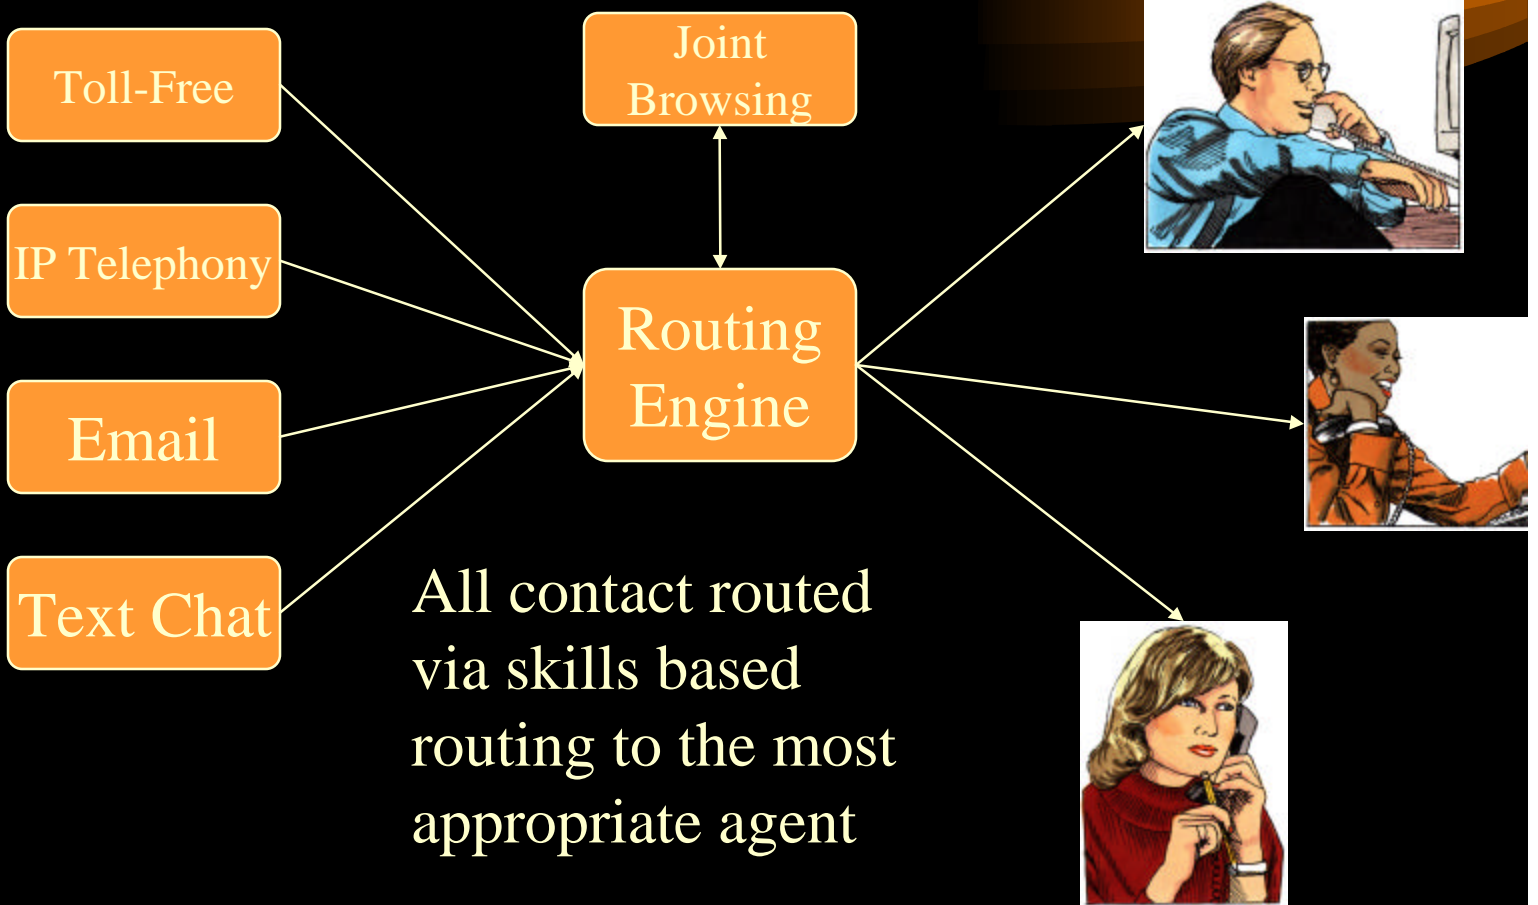 Toll-Free
IP Telephony
Email
Text Chat
Joint
Browsing
Routing
Engine
All contact routed
via skills based
routing to the most
appropriate agent